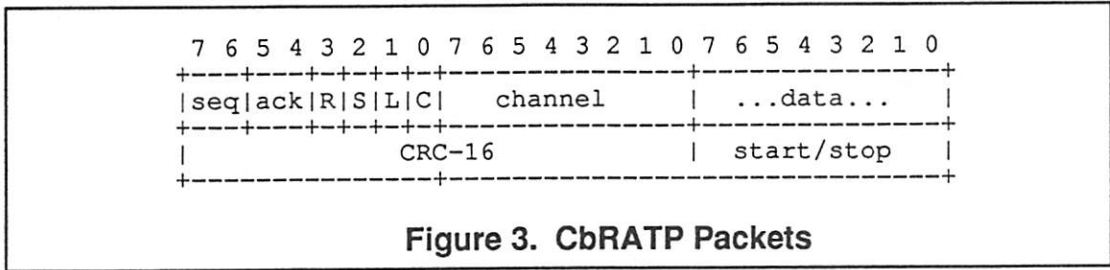 7 6 5 4 3 2 1 0 7 6 5 4 3 2 1 0 7 6 5 4 3 2 1 0
+---+---+-+-+-+-+---------------+---------------+
|seq|ack|R|S|L|C|    channel    |  ...data...   |
+---+---+-+-+-+-+---------------+---------------+
|            CRC-16             |  start/stop   |
+---------------+-------------------------------+
Figure 3. CbRATP Packets